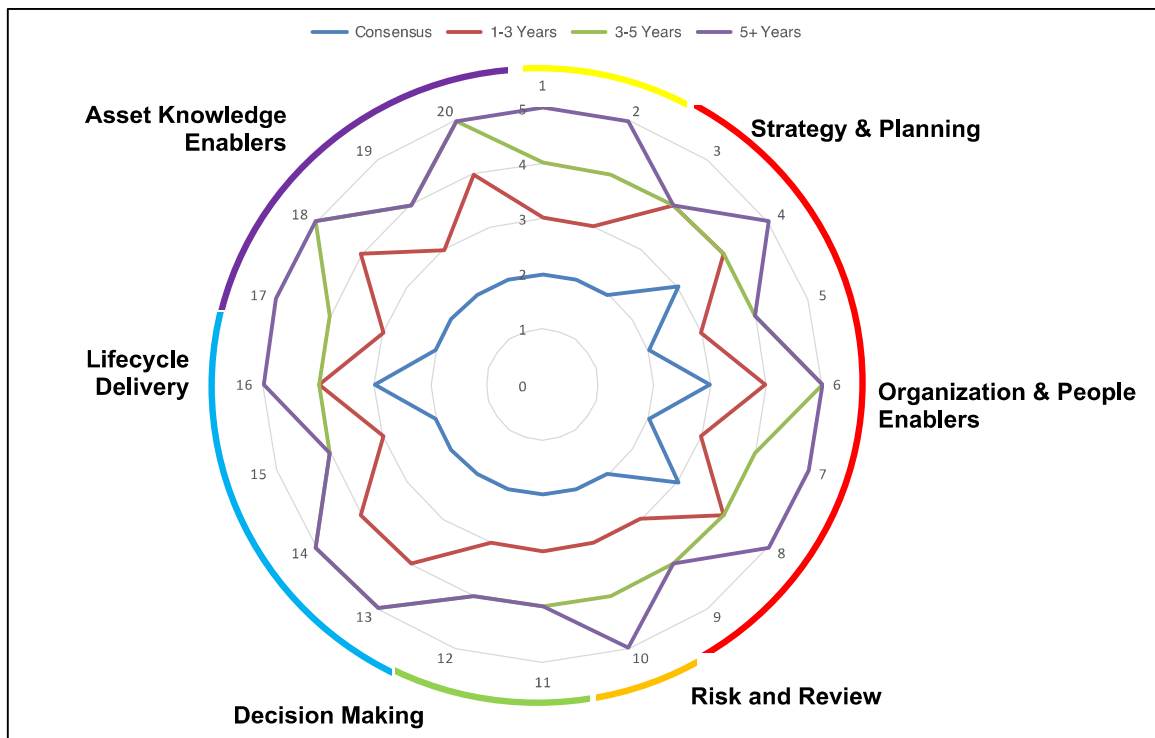 Consensus 1-3 Years 3-5 Years 5+ Years
Asset Knowledge
Enablers
Strategy & Planning
Organization & People
Enablers
Risk and Review
Decision Making
Lifecycle
Delivery
1
2
3
4
5
6
7
8
9
10
11
12
13
14
15
16
17
18
19
20
5
4
3
2
1
0